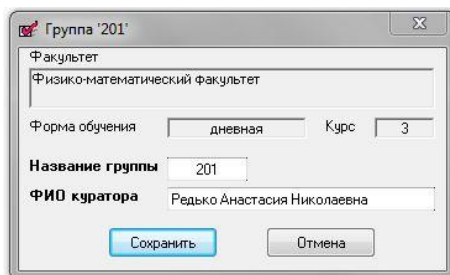 Группа '201'
Факультет
Физико-математический факультет
Форма обучения дневная Курс 3
Название группы 201
ФИО куратора Редько Анастасия Николаевна
Сохранить Отмена